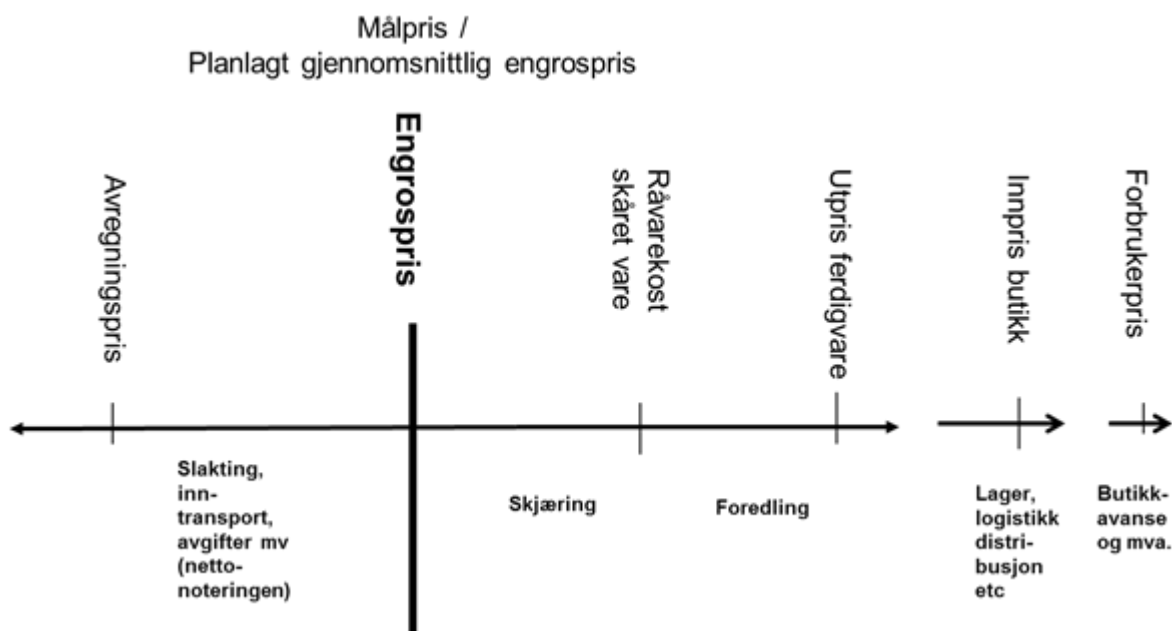 Målpris /
Planlagt gjennomsnittlig engrospris
Avregningspris
Engrospris
Råvarekost
skåret vare
Utpris ferdigvare
Innpris butikk
Forbrukerpris
Slakting,
inn-
transport,
avgifter mv
(netto-
noteringen)
Skjæring
Foredling
Lager,
logistikk
distri-
busjon
etc
Butikk-
avanse
og mva.